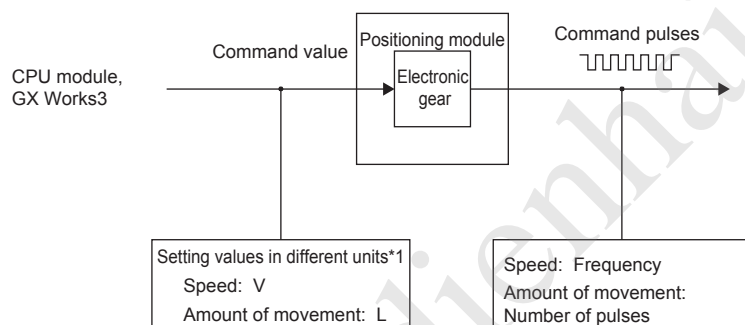 Command value
Positioning module
Command pulses
CPU module,
GX Works3
Electronic
gear
Setting values in different units*1
Speed: V
Amount of movement: L
Speed: Frequency
Amount of movement:
Number of pulses